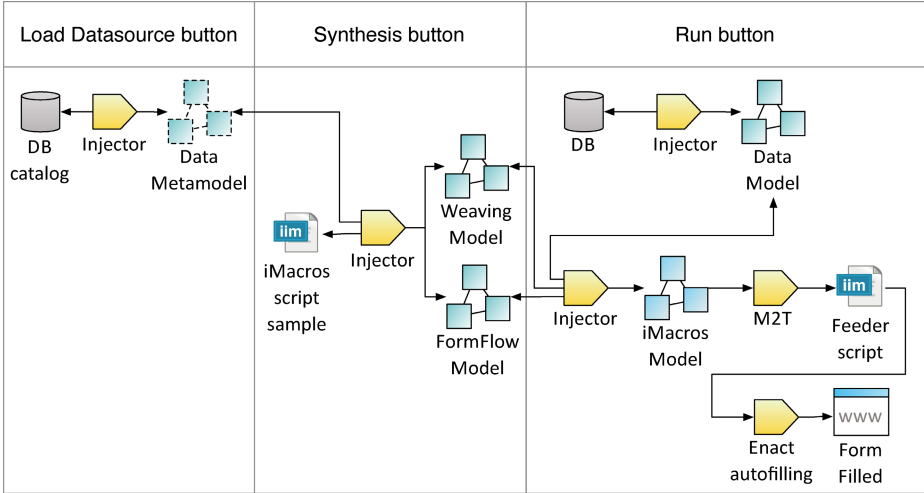 Load Datasource button
Synthesis button
Run button
DB
catalog
Injector
Data
Metamodel
iim
iMacros
script
sample
Injector
Weaving
Model
FormFlow
Model
DB
Injector
Data
Model
Injector
iMacros
Model
M2T
iim
Feeder
script
Enact
autofilling
www
Form
Filled